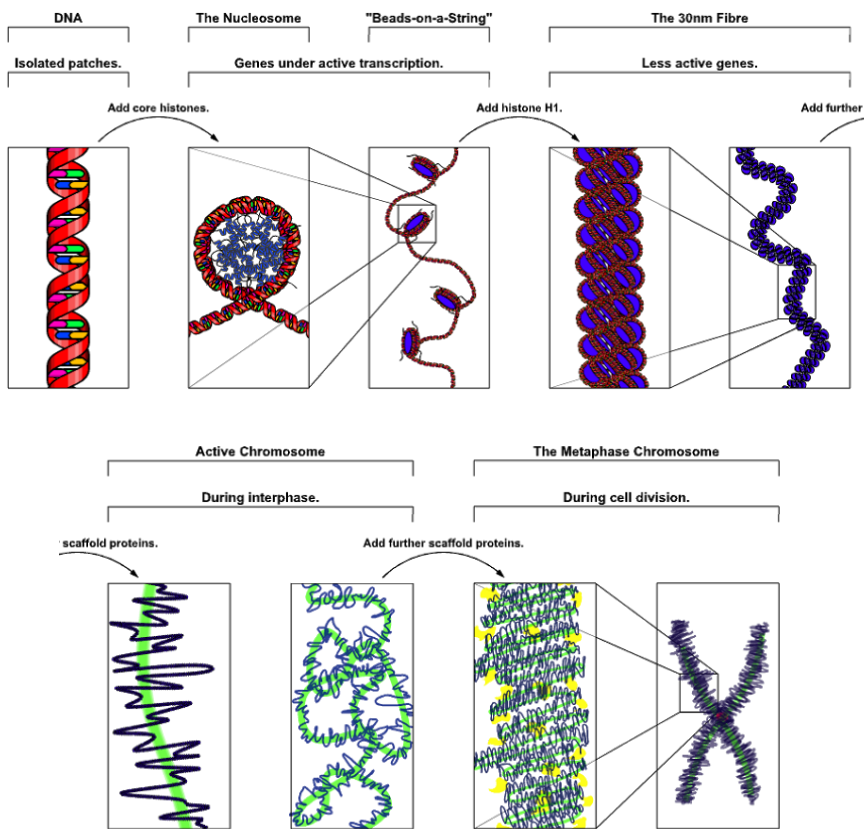 DNA
The Nucleosome
"Beads-on-a-String"
The 30nm Fibre
Isolated patches.
Genes under active transcription.
Less active genes.
Add core histones.
Add histone H1.
Add further
Active Chromosome
The Metaphase Chromosome
During interphase.
During cell division.
scaffold proteins.
Add further scaffold proteins.